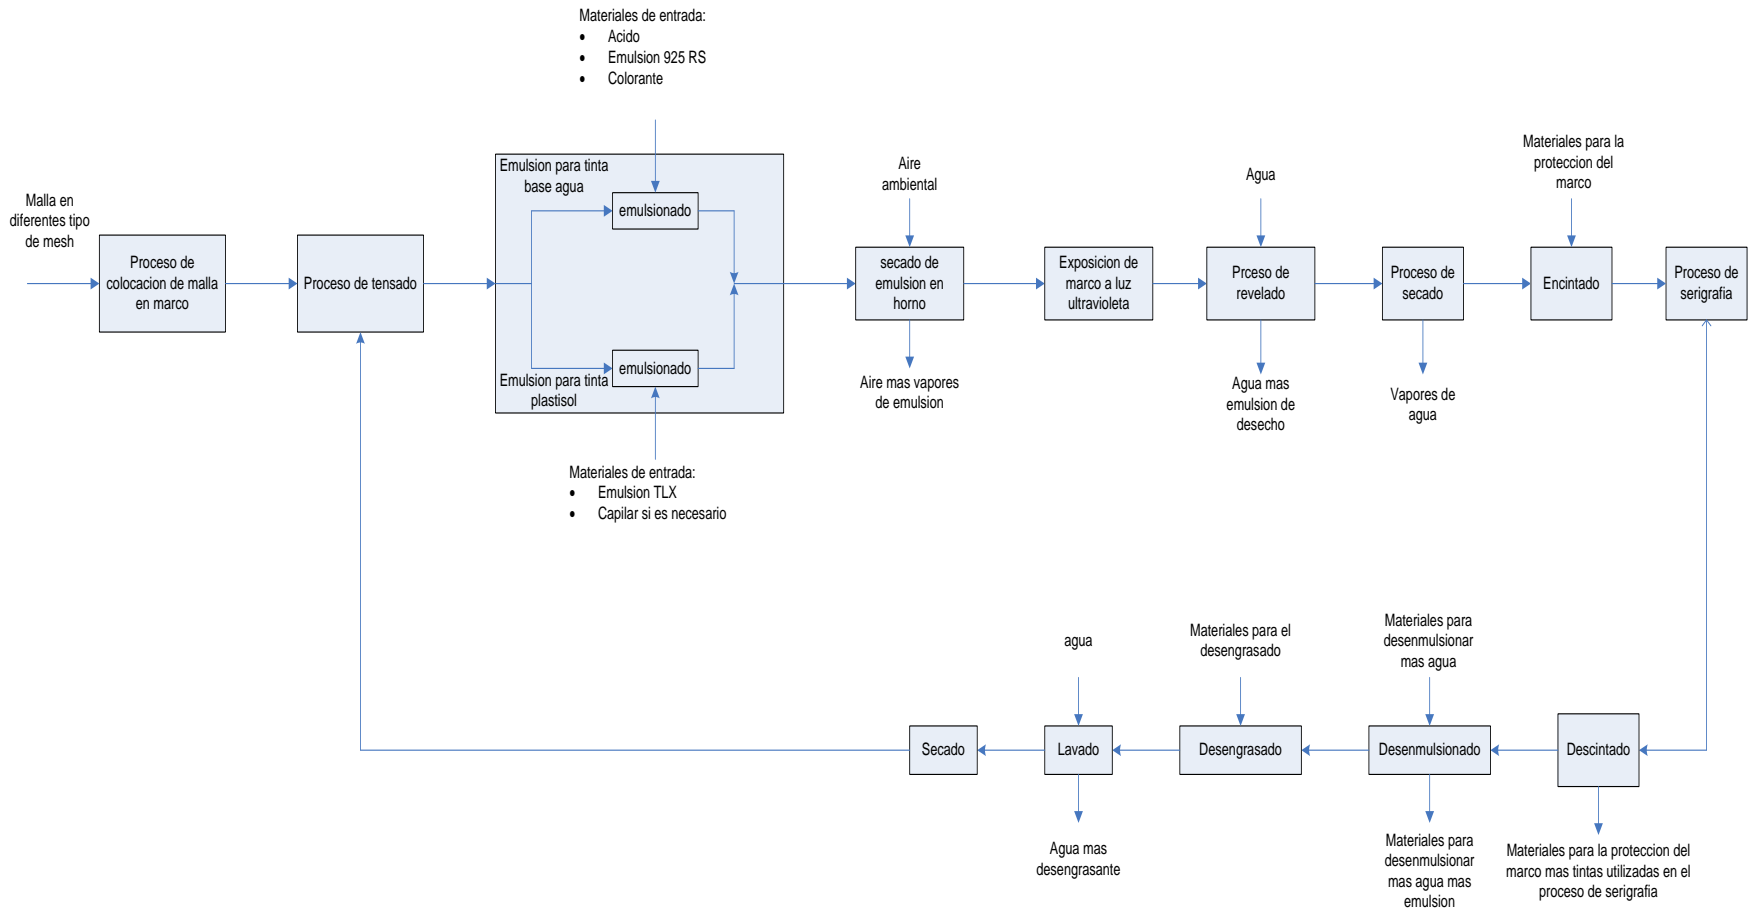 Materiales de entrada:
• Acido
• Emulsion 925 RS
• Colorante
Malla en
diferentes tipo
de mesh
Proceso de
colocacion de malla
en marco
Proceso de tensado
Emulsion para tinta
base agua
emulsionado
emulsionado
Emulsion para tinta
plastisol
Materiales de entrada:
• Emulsion TLX
• Capilar si es necesario
Aire
ambiental
secado de
emulsion en
horno
Aire mas vapores
de emulsion
Exposicion de
marco a luz
ultravioleta
Agua
Prceso de
revelado
Agua mas
emulsion de
desecho
Proceso de
secado
Vapores de
agua
Materiales para la
proteccion del
marco
Encintado
Proceso de
serigrafia
Descintado
Materiales para la proteccion del
marco mas tintas utilizadas en el
proceso de serigrafia
Materiales para
desenmulsionar
mas agua
Desenmulsionado
Materiales para
desenmulsionar
mas agua mas
emulsion
Materiales para el
desengrasado
Desengrasado
agua
Lavado
Agua mas
desengrasante
Secado